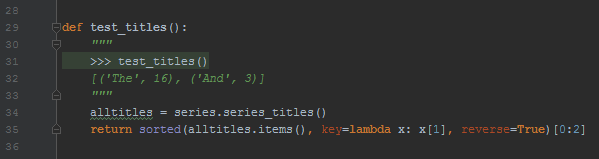 28
29 def test_titles():
30     """
31     >>> test_titles()
32     [('The', 16), ('And', 3)]
33     """
34     alltitles = series.series_titles()
35     return sorted(alltitles.items(), key=lambda x: x[1], reverse=True)[0:2]
36